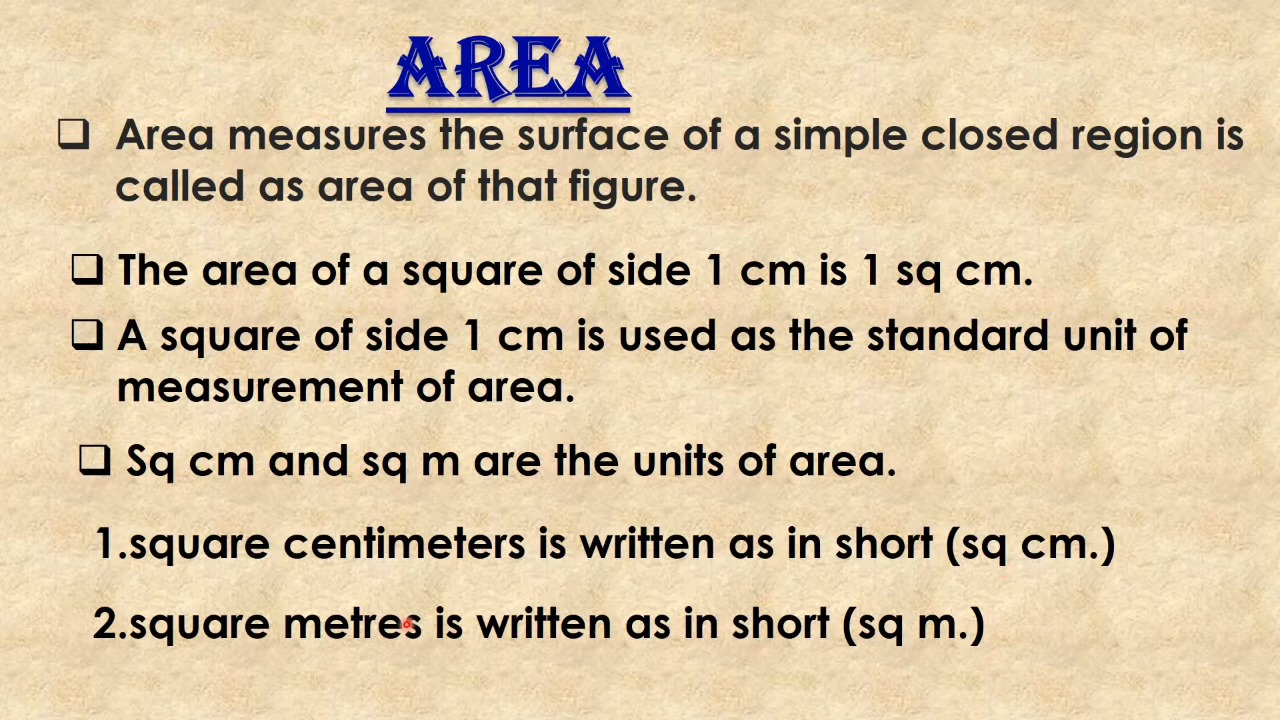 AREA
❑ Area measures the surface of a simple closed region is
called as area of that figure.
❑ The area of a square of side 1 cm is 1 sq cm.
❑ A square of side 1 cm is used as the standard unit of
measurement of area.
❑ Sq cm and sq m are the units of area.
1.square centimeters is written as in short (sq cm.)
2.square metres is written as in short (sq m.)